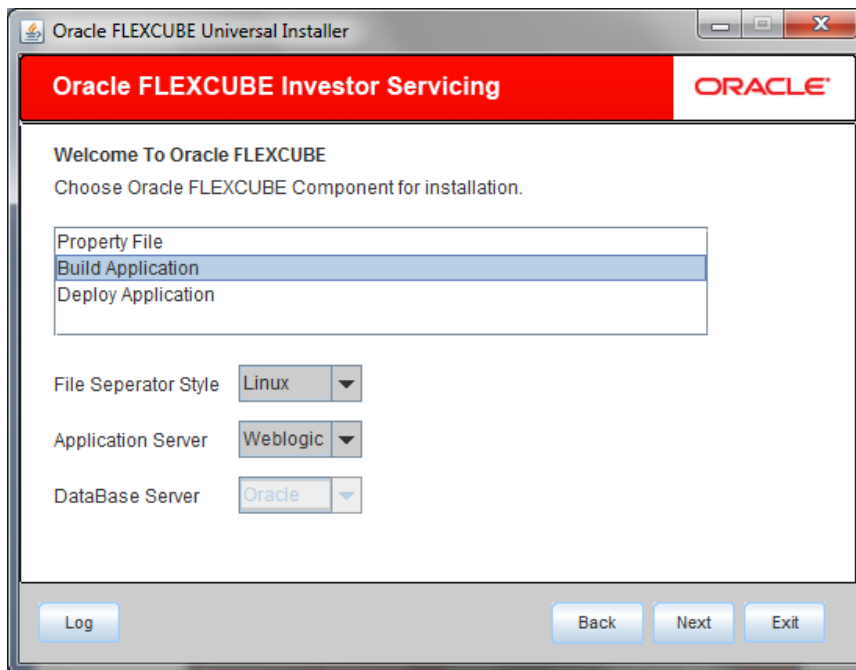 Oracle FLEXCUBE Universal Installer
Oracle FLEXCUBE Investor Servicing
ORACLE
Welcome To Oracle FLEXCUBE
Choose Oracle FLEXCUBE Component for installation.
Property File
Build Application
Deploy Application
File Seperator Style Linux
Application Server Weblogic
DataBase Server Oracle
Log Back Next Exit